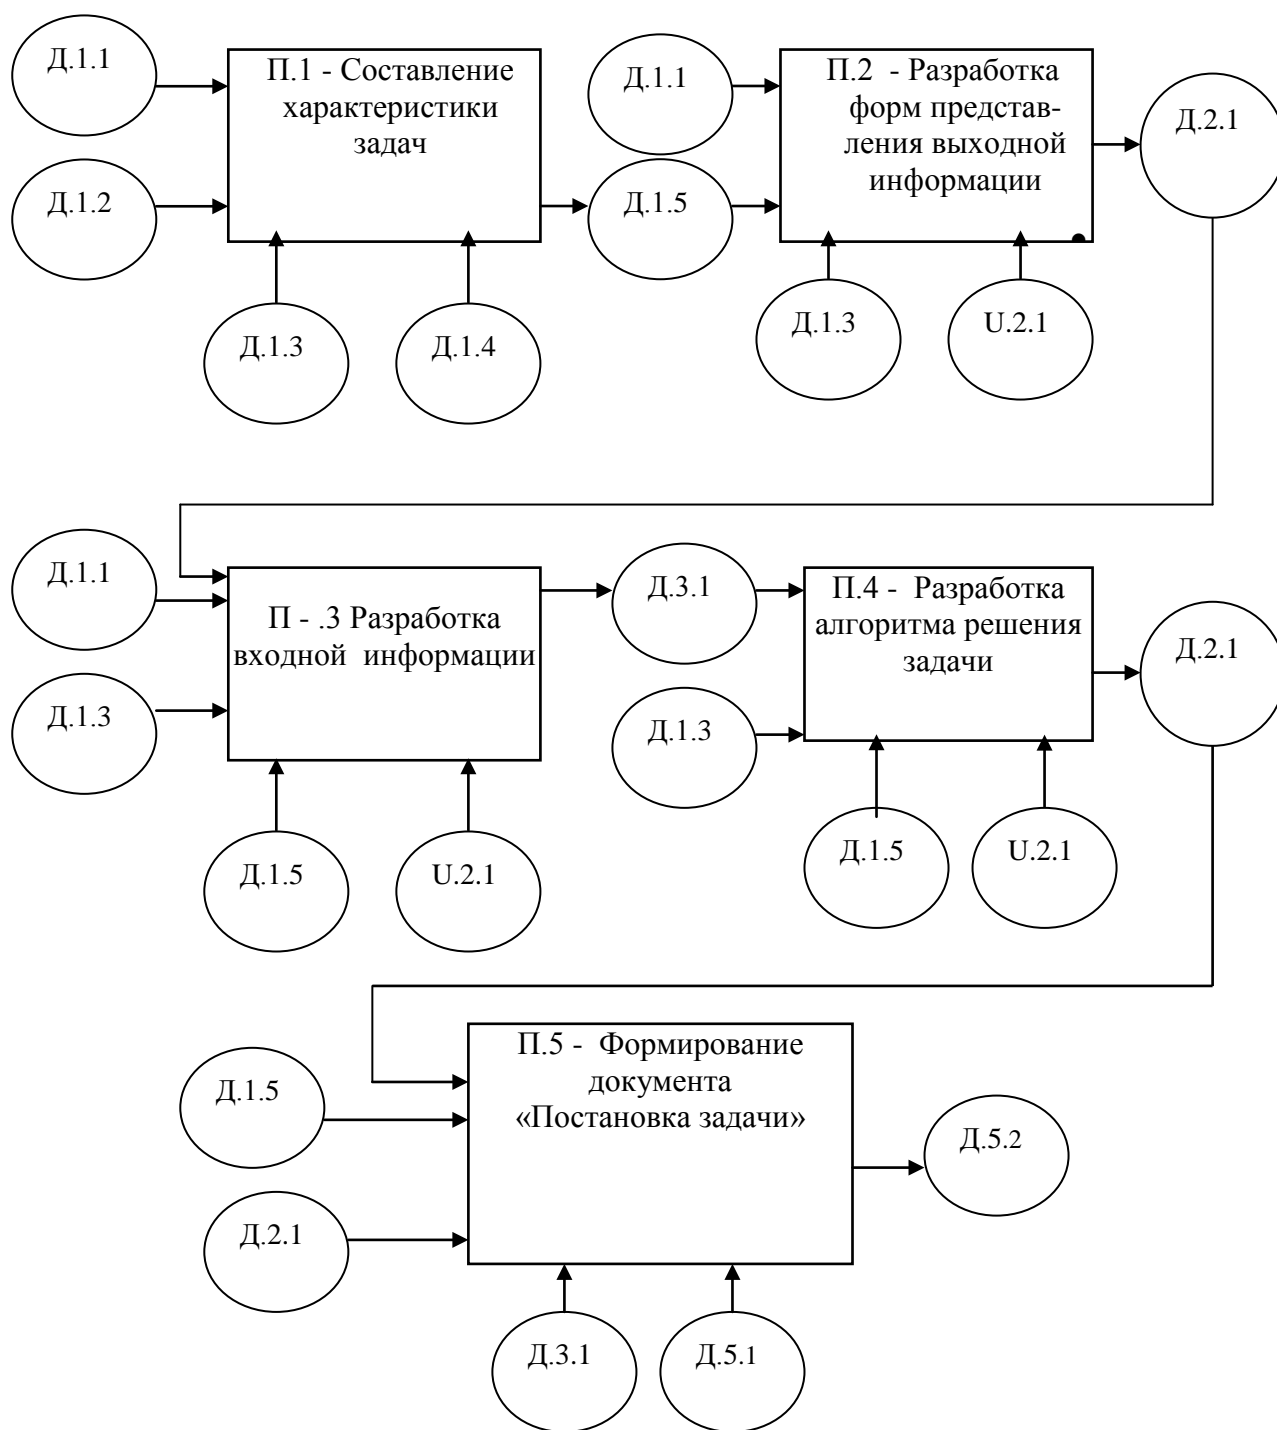 Д.1.1
П.1 - Составление
характеристики
задач
Д.1.2
Д.1.3
Д.1.4
Д.1.1
Д.1.5
П.2 - Разработка
форм представ-
ления выходной
информации
Д.1.3
U.2.1
Д.2.1
Д.1.1
Д.1.3
П - .3 Разработка
входной информации
Д.1.5
U.2.1
Д.3.1
Д.1.3
П.4 - Разработка
алгоритма решения
задачи
Д.1.5
U.2.1
Д.2.1
Д.1.5
Д.2.1
П.5 - Формирование
документа
«Постановка задачи»
Д.3.1
Д.5.1
Д.5.2